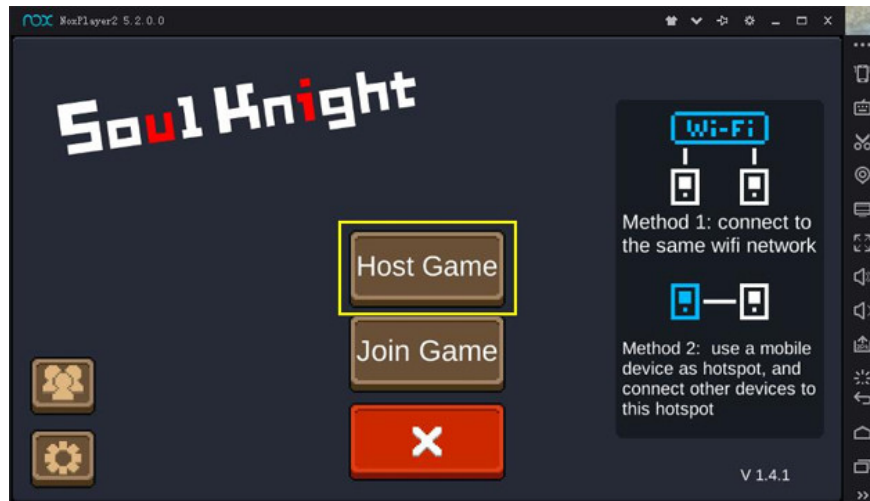 nox NoxPlayer2 5.2.0.0
Soul Knight
Wi-Fi
Method 1: connect to
the same wifi network
Host Game
Join Game
Method 2: use a mobile
device as hotspot, and
connect other devices to
this hotspot
V 1.4.1